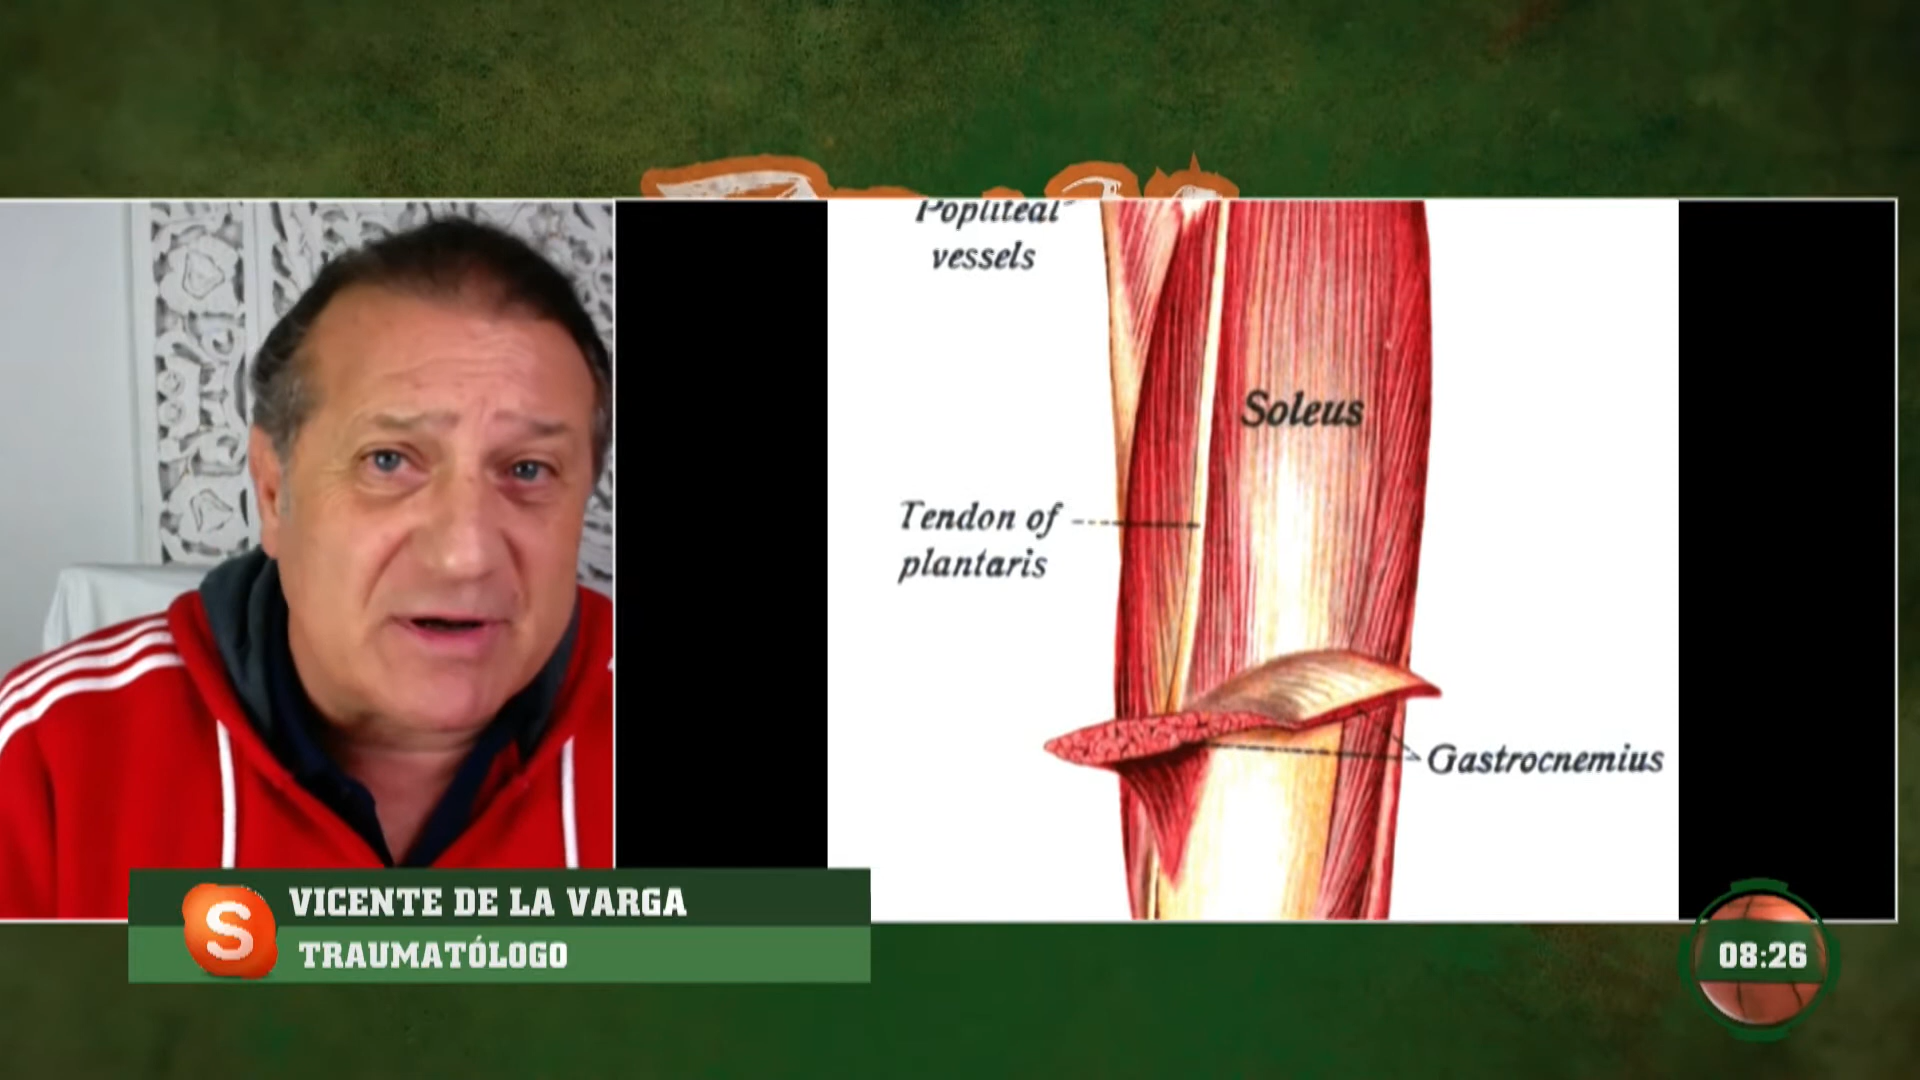 Popliteal
vessels
Soleus
Tendon of
plantaris
Gastrocnemius
S
VICENTE DE LA VARGA
TRAUMATÓLOGO
08:26